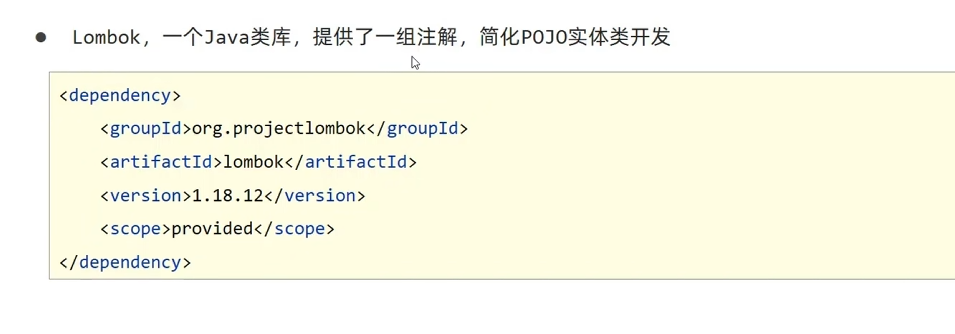 ● Lombok，一个Java类库，提供了一组注解，简化POJO实体类开发
<dependency>
    <groupId>org.projectlombok</groupId>
    <artifactId>lombok</artifactId>
    <version>1.18.12</version>
    <scope>provided</scope>
</dependency>